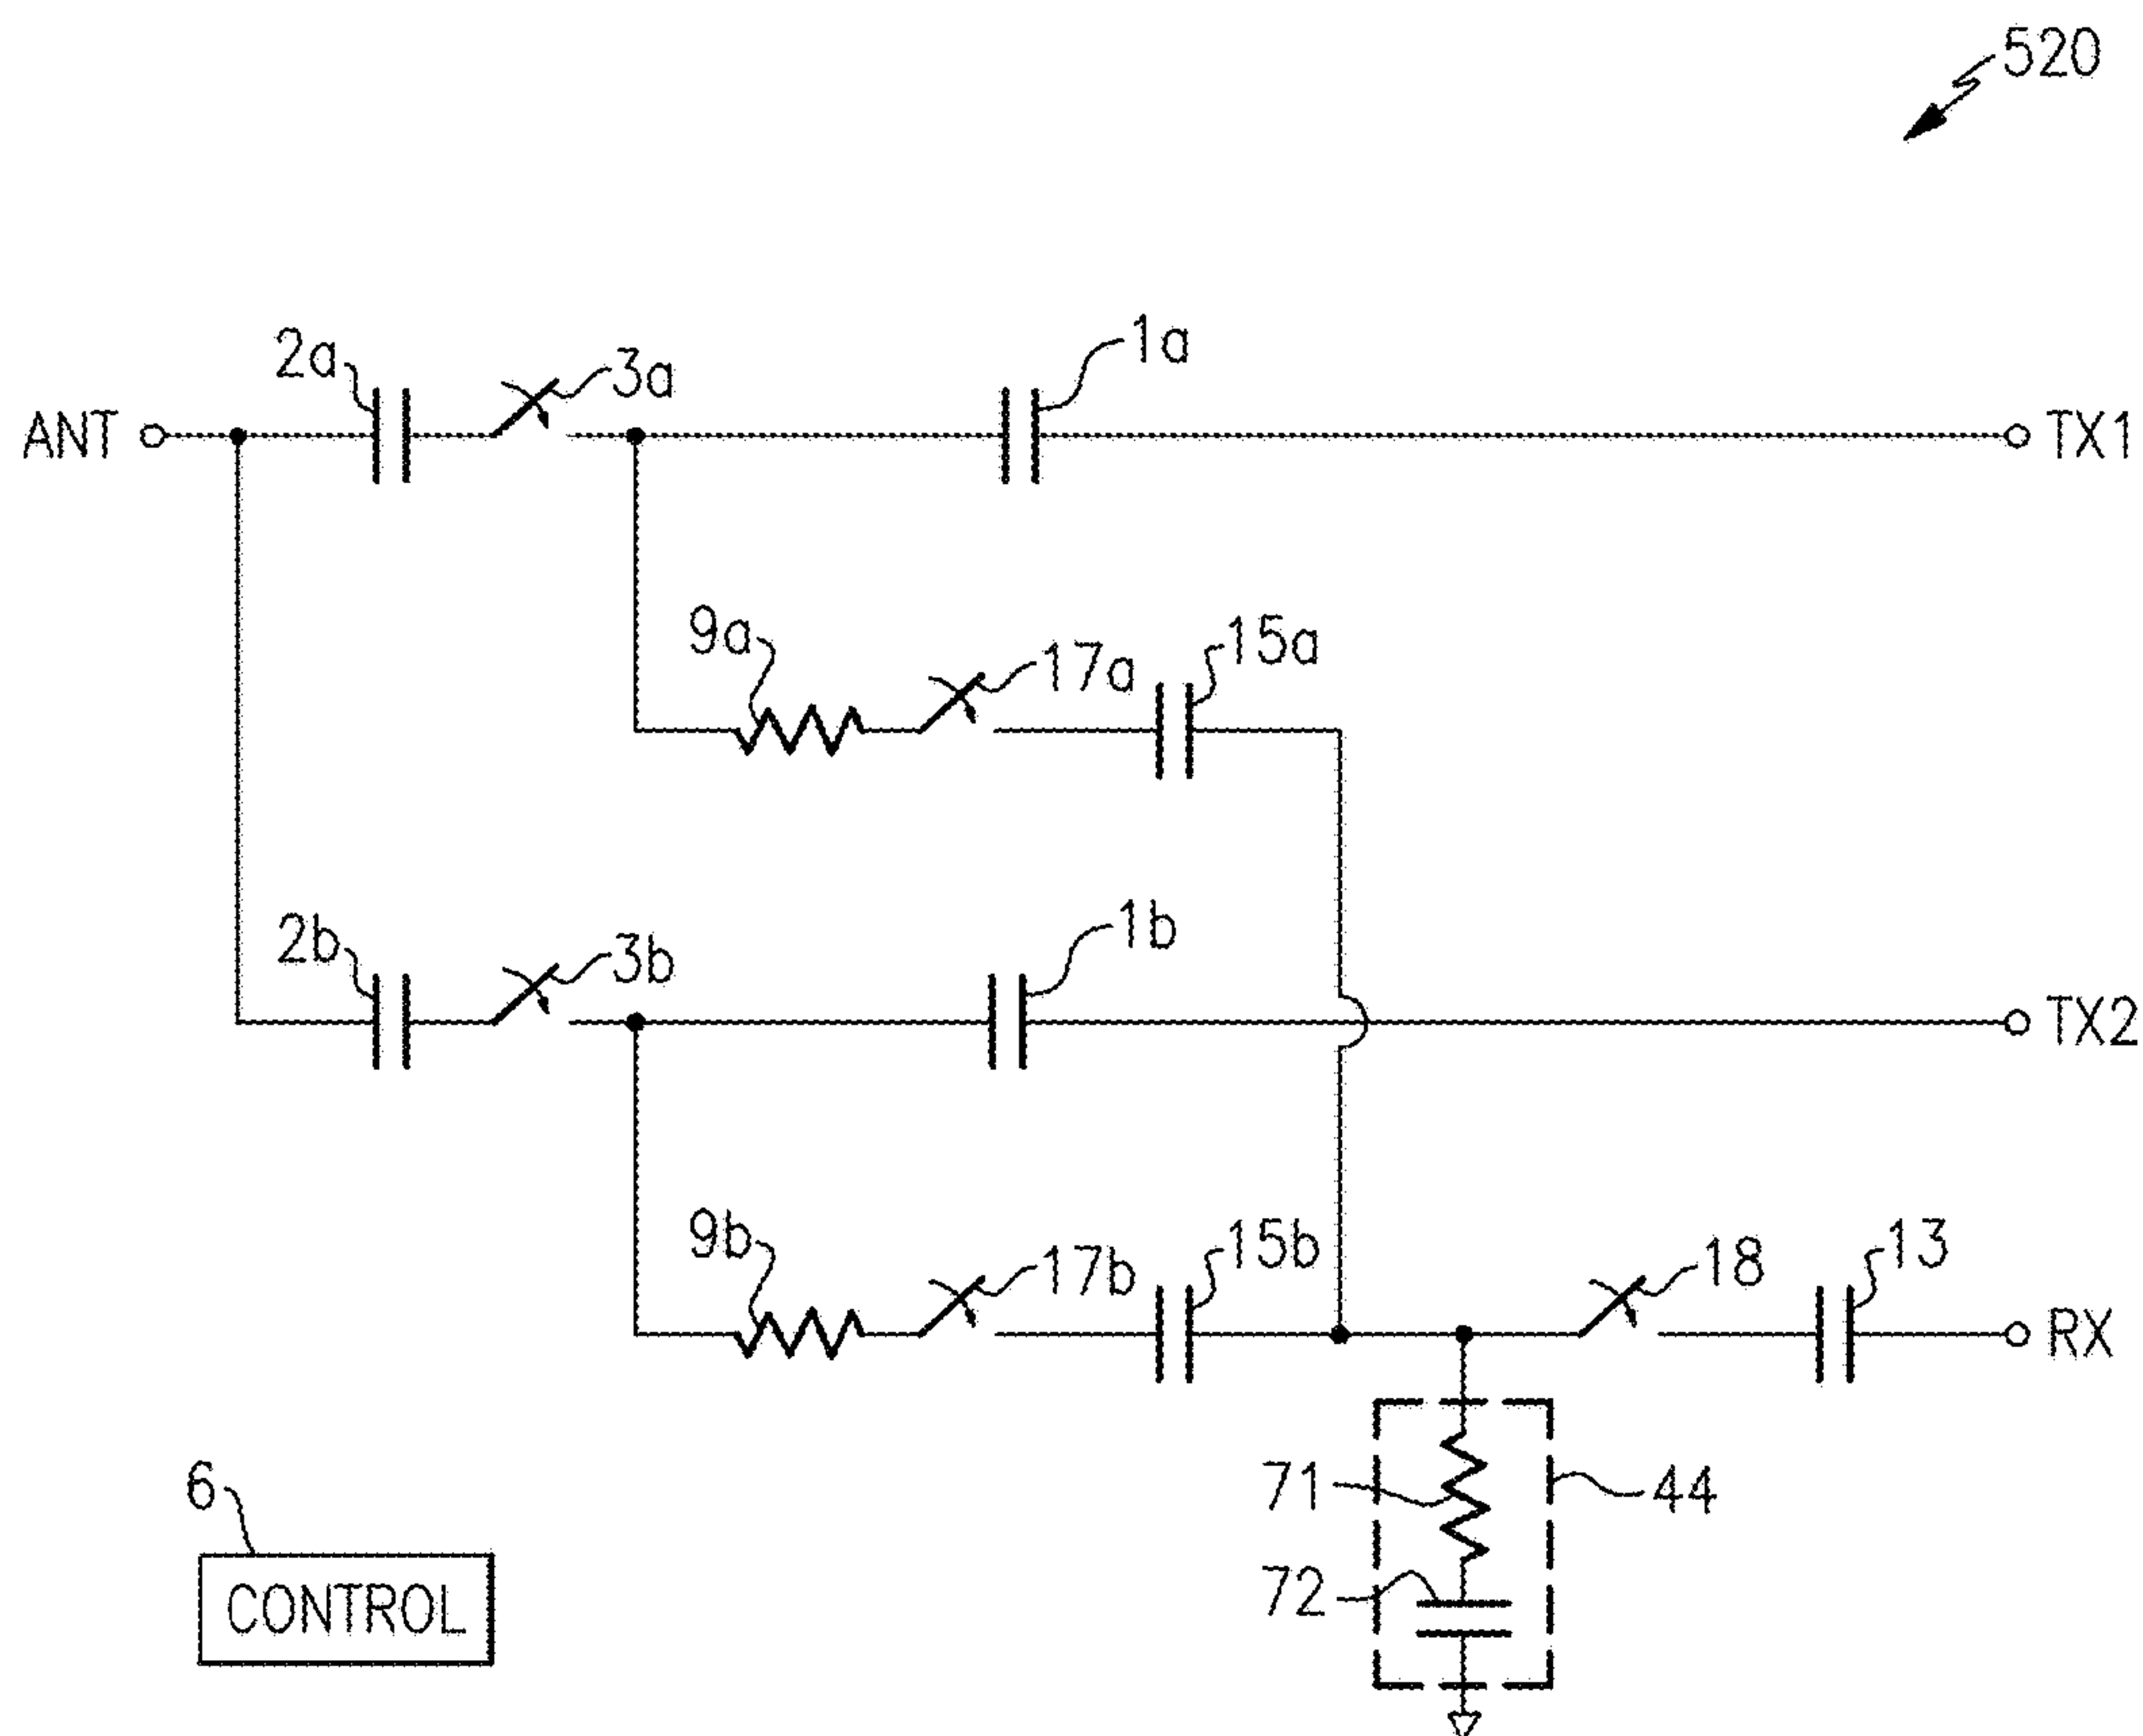 520
2a
3a
1a
ANT
TX1
9a
17a
15a
2b
3b
1b
TX2
9b
17b
15b
18
13
RX
71
44
6
72
CONTROL